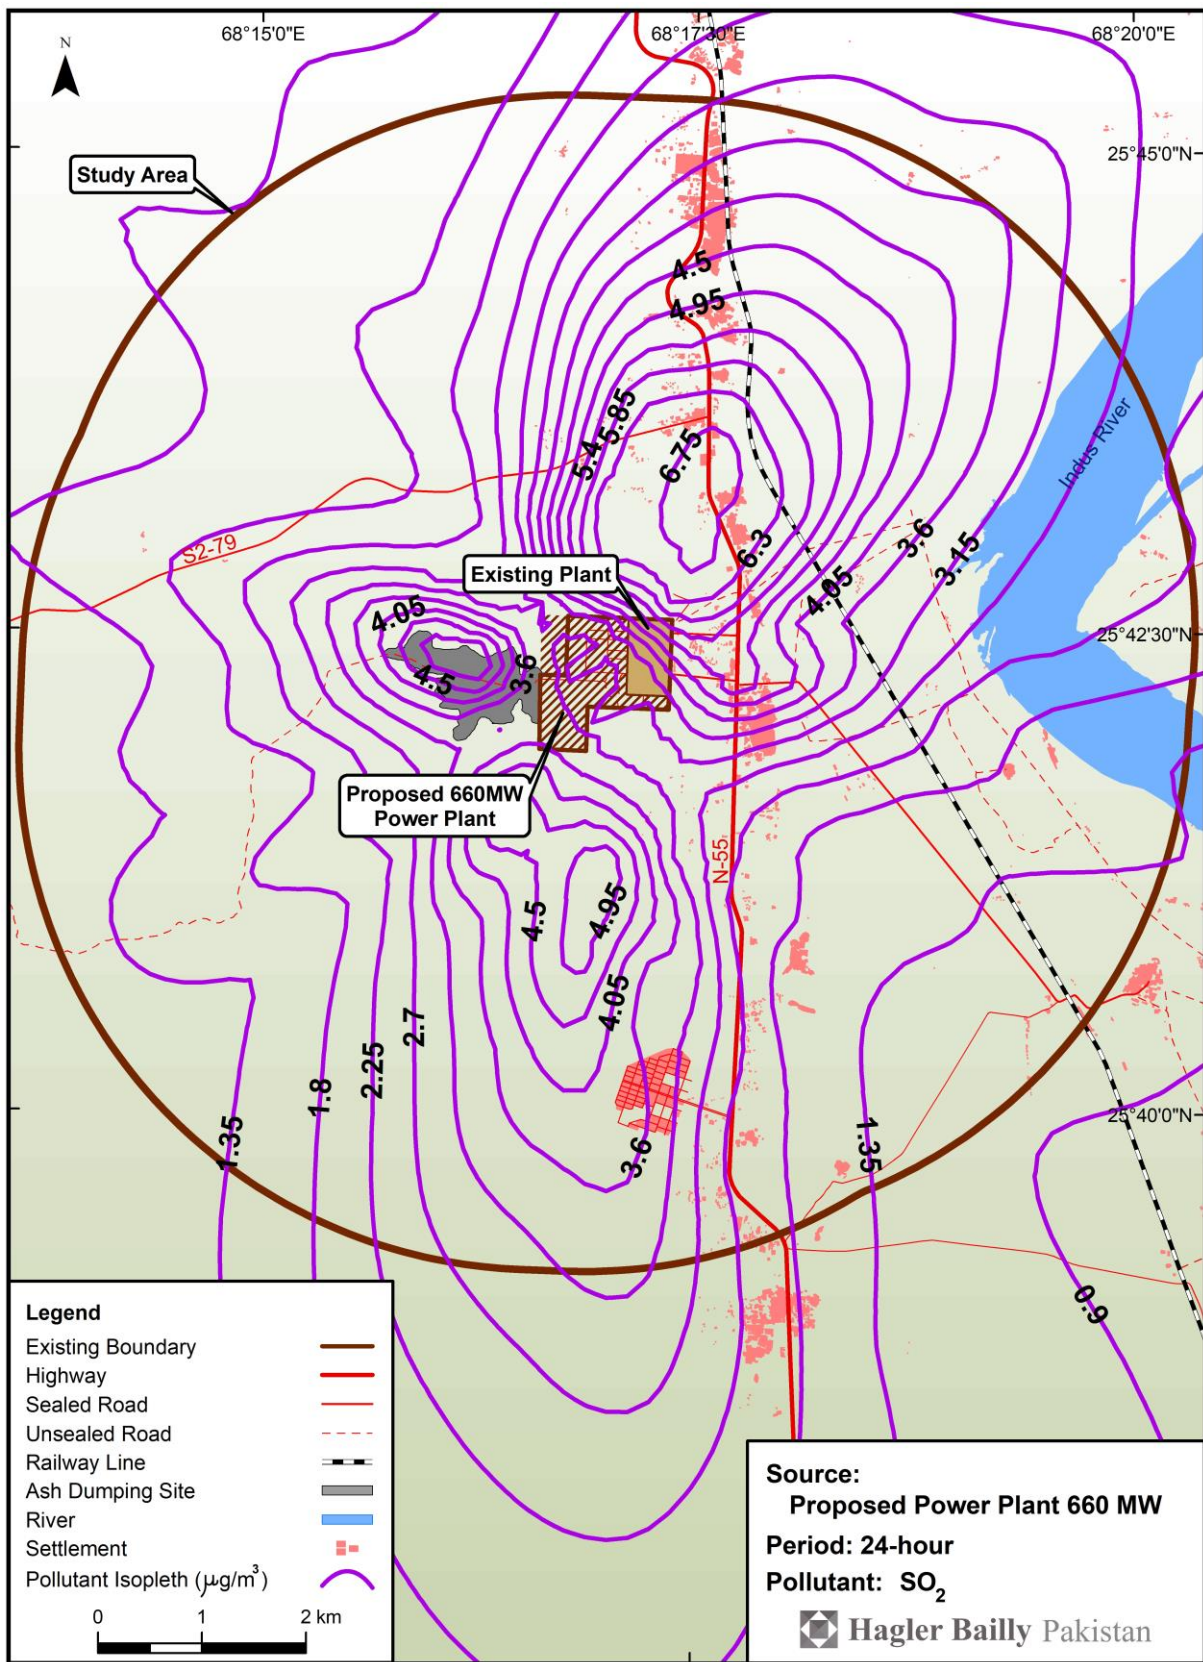 N
68°15'0"E
68°17'30"E
68°20'0"E
25°45'0"N
Study Area
4.5
4.95
5.85
5.4
6.75
Indus River
S2-79
6.3
3.6
3.15
4.05
Existing Plant
4.05
25°42'30"N
4.5
3.6
Proposed 660MW
Power Plant
N-55
4.5
4.95
4.05
2.7
2.25
1.8
1.35
3.6
1.35
25°40'0"N
0.9
Legend
Existing Boundary
Highway
Sealed Road
Unsealed Road
Railway Line
Ash Dumping Site
River
Settlement
Pollutant Isopleth (µg/m³)
0 1 2 km
Source:
Proposed Power Plant 660 MW
Period: 24-hour
Pollutant: SO₂
Hagler Bailly Pakistan